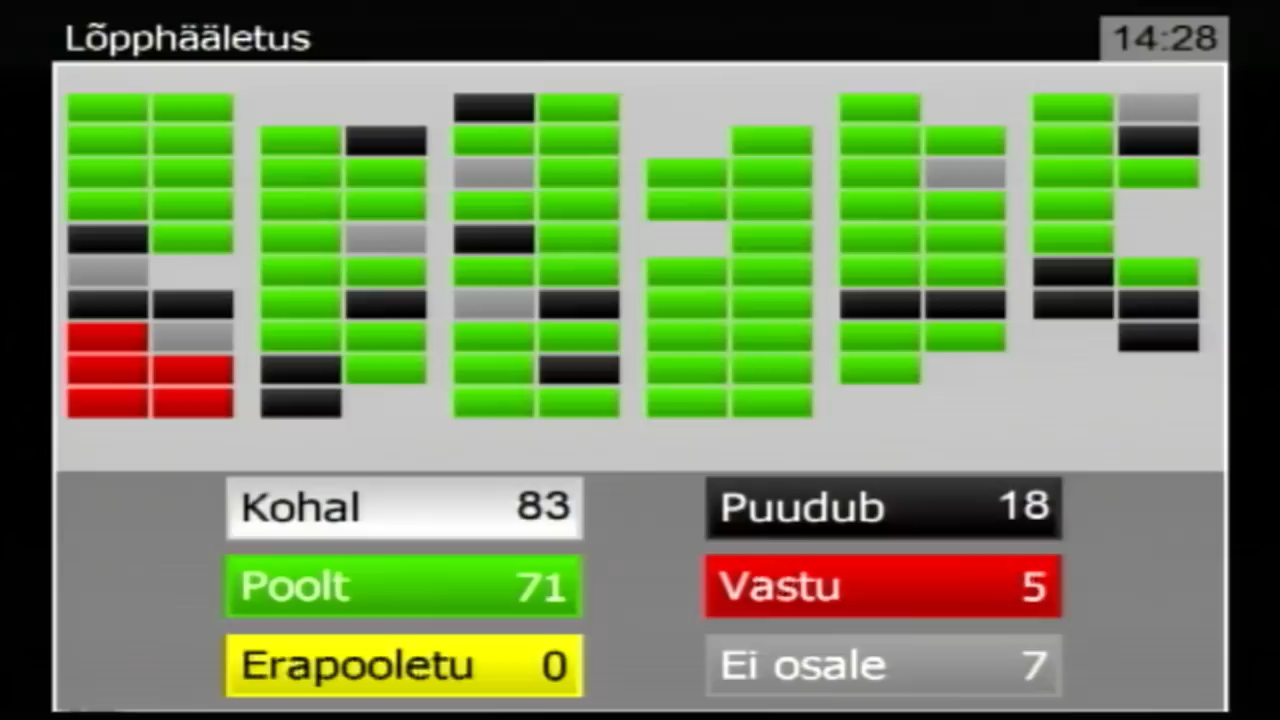 Lõpphääletus 14:28
Kohal 83 Puudub 18
Poolt 71 Vastu 5
Erapooletu 0 Ei osale 7